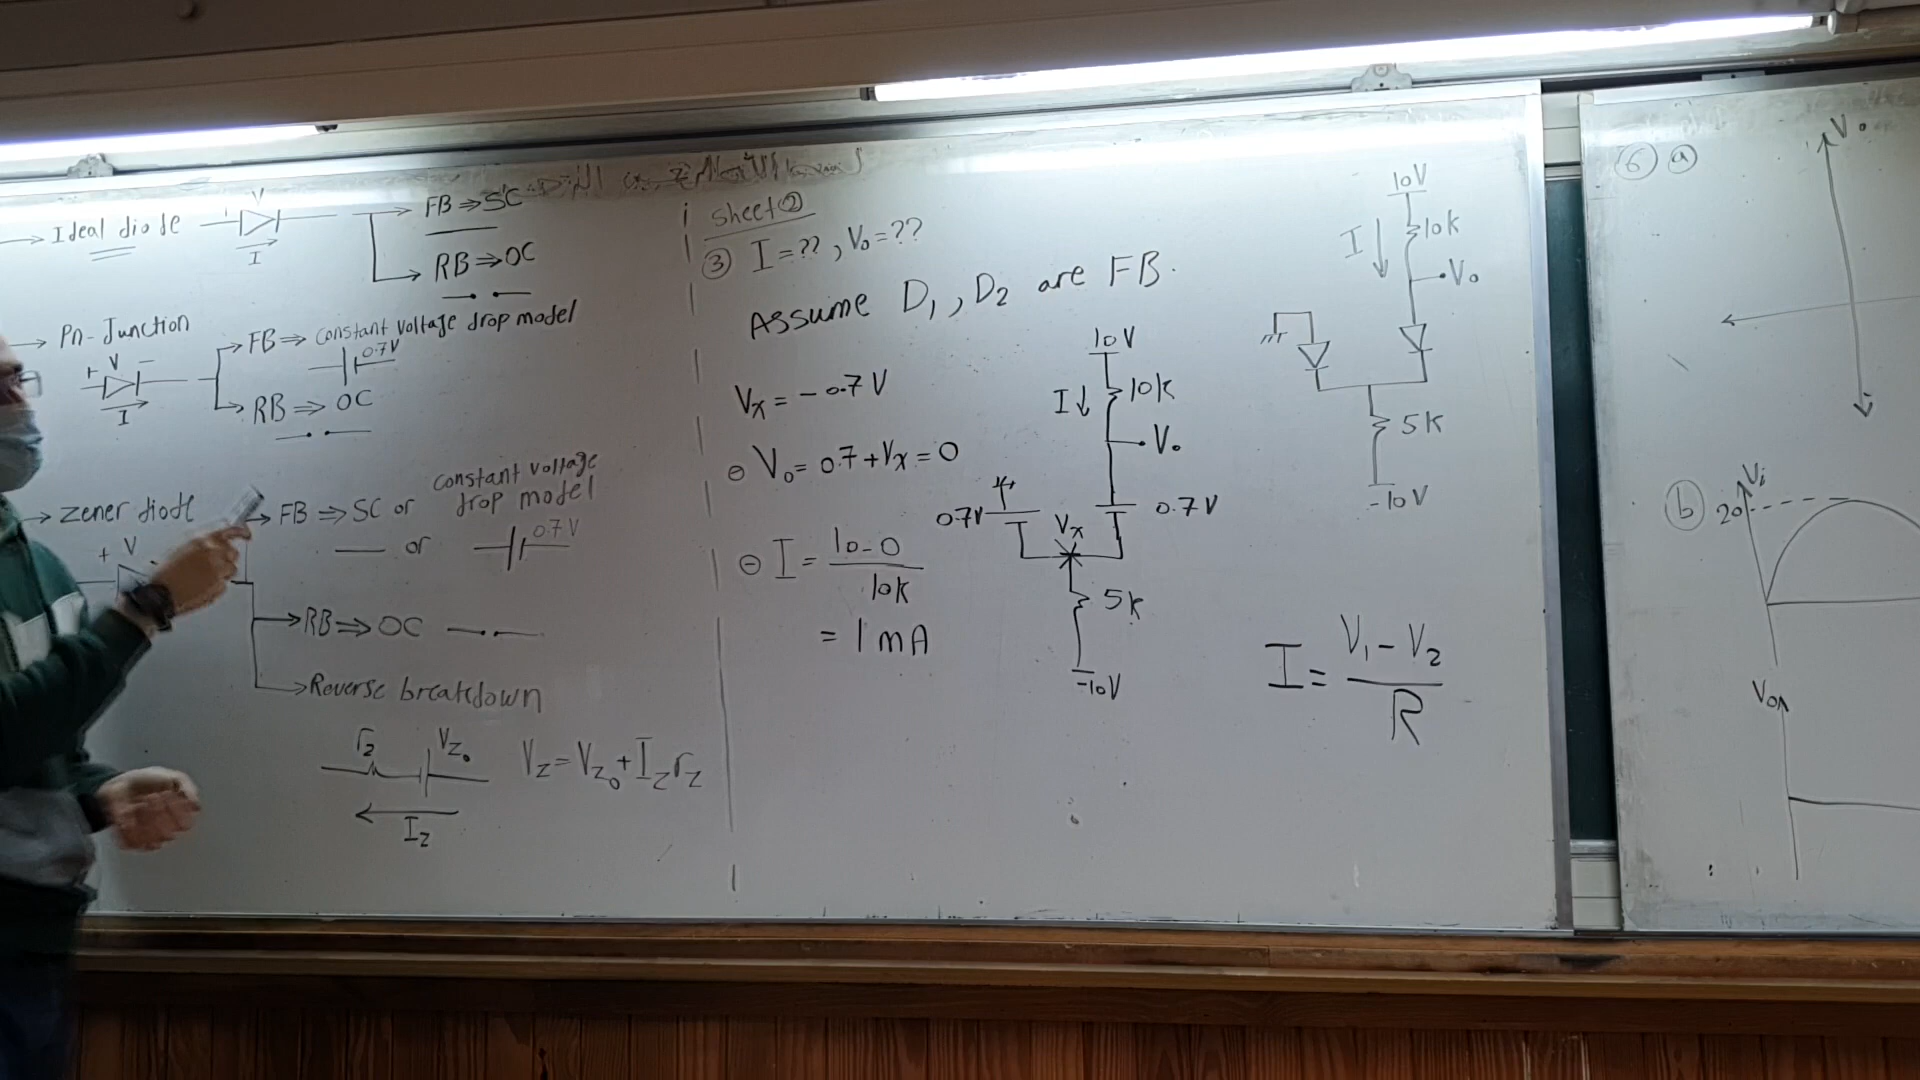 Ideal diode
V
I
FB ⇒ SC
RB ⇒ OC
Pn-Junction
+ V -
I
FB ⇒ constant voltage drop model
0.7V
RB ⇒ OC
zener diode
+ V
FB ⇒ SC or constant voltage drop model
or
0.7V
RB ⇒ OC
Reverse breakdown
rz
Vz₀
Iz
Vz = Vz₀ + Iz rz
sheet ②
③ I = ?? , V₀ = ??
Assume D₁ , D₂ are FB.
Vx = - 0.7 V
V₀ = 0.7 + Vx = 0
I = 10 - 0 / 10k
= 1 mA
10V
I
10k
V₀
0.7V
Vx
0.7V
5k
-10V
10V
I
10k
V₀
5k
-10V
I = V₁ - V₂ / R
⑥ ⓐ
V₀
ⓑ
Vi
20
V₀